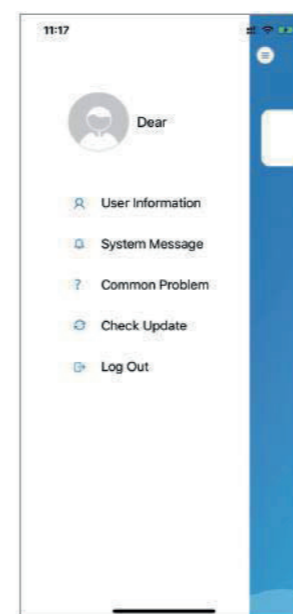 11:17
Dear
User Information
System Message
Common Problem
Check Update
Log Out